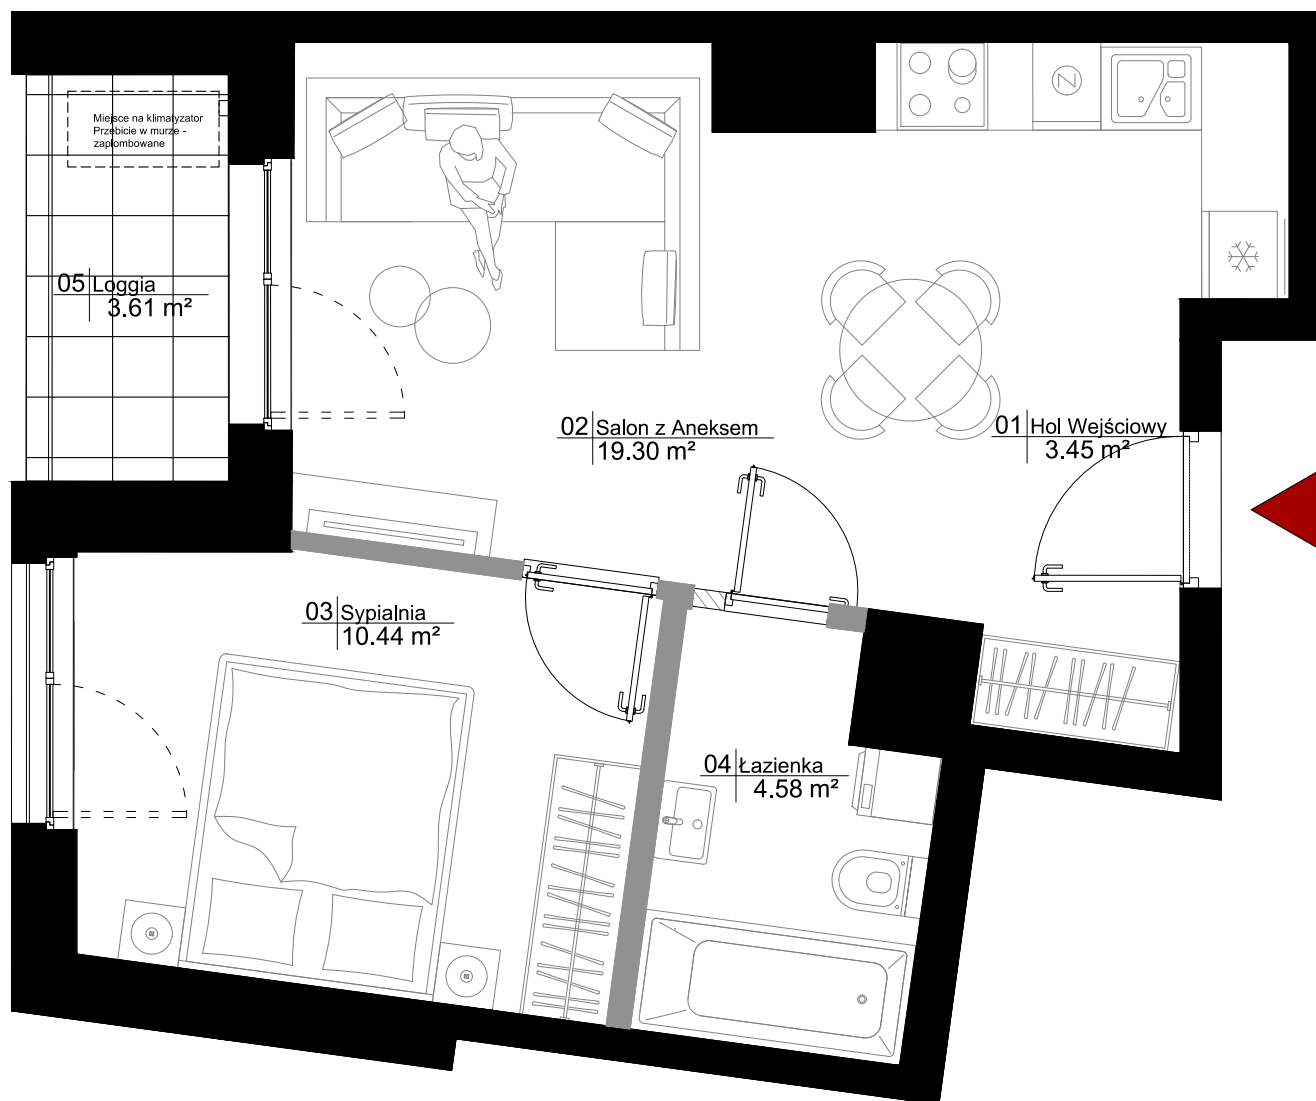 Miejsce na klimatyzator
Przebicie w murze -
zaplombowane
Z
05 Loggia
3.61 m²
02 Salon z Aneksem
19.30 m²
01 Hol Wejściowy
3.45 m²
03 Sypialnia
10.44 m²
04 Łazienka
4.58 m²